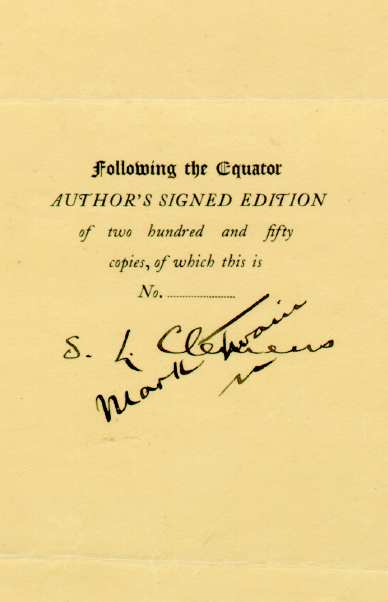 Following the Equator
AUTHOR'S SIGNED EDITION
of two hundred and fifty
copies, of which this is
No. ........................
S. L. Clemens
Mark Twain